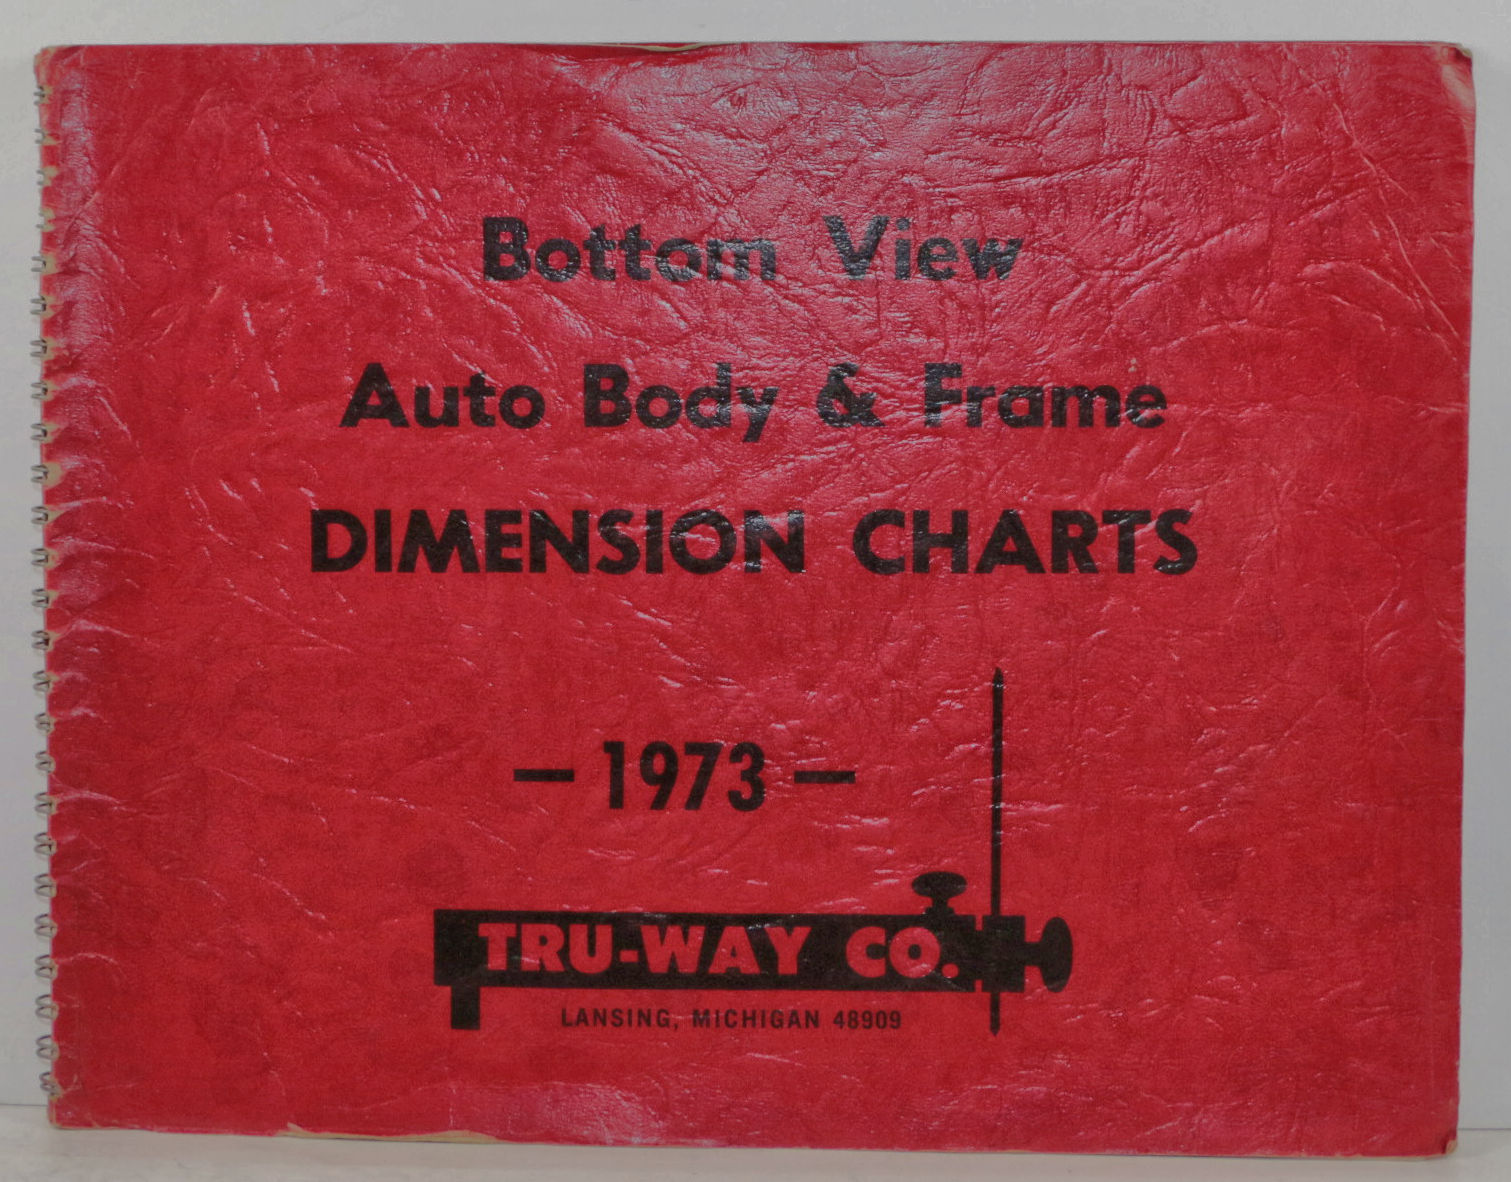 Bottom View
Auto Body & Frame
DIMENSION CHARTS
— 1973 —
TRU-WAY CO.
LANSING, MICHIGAN 48909